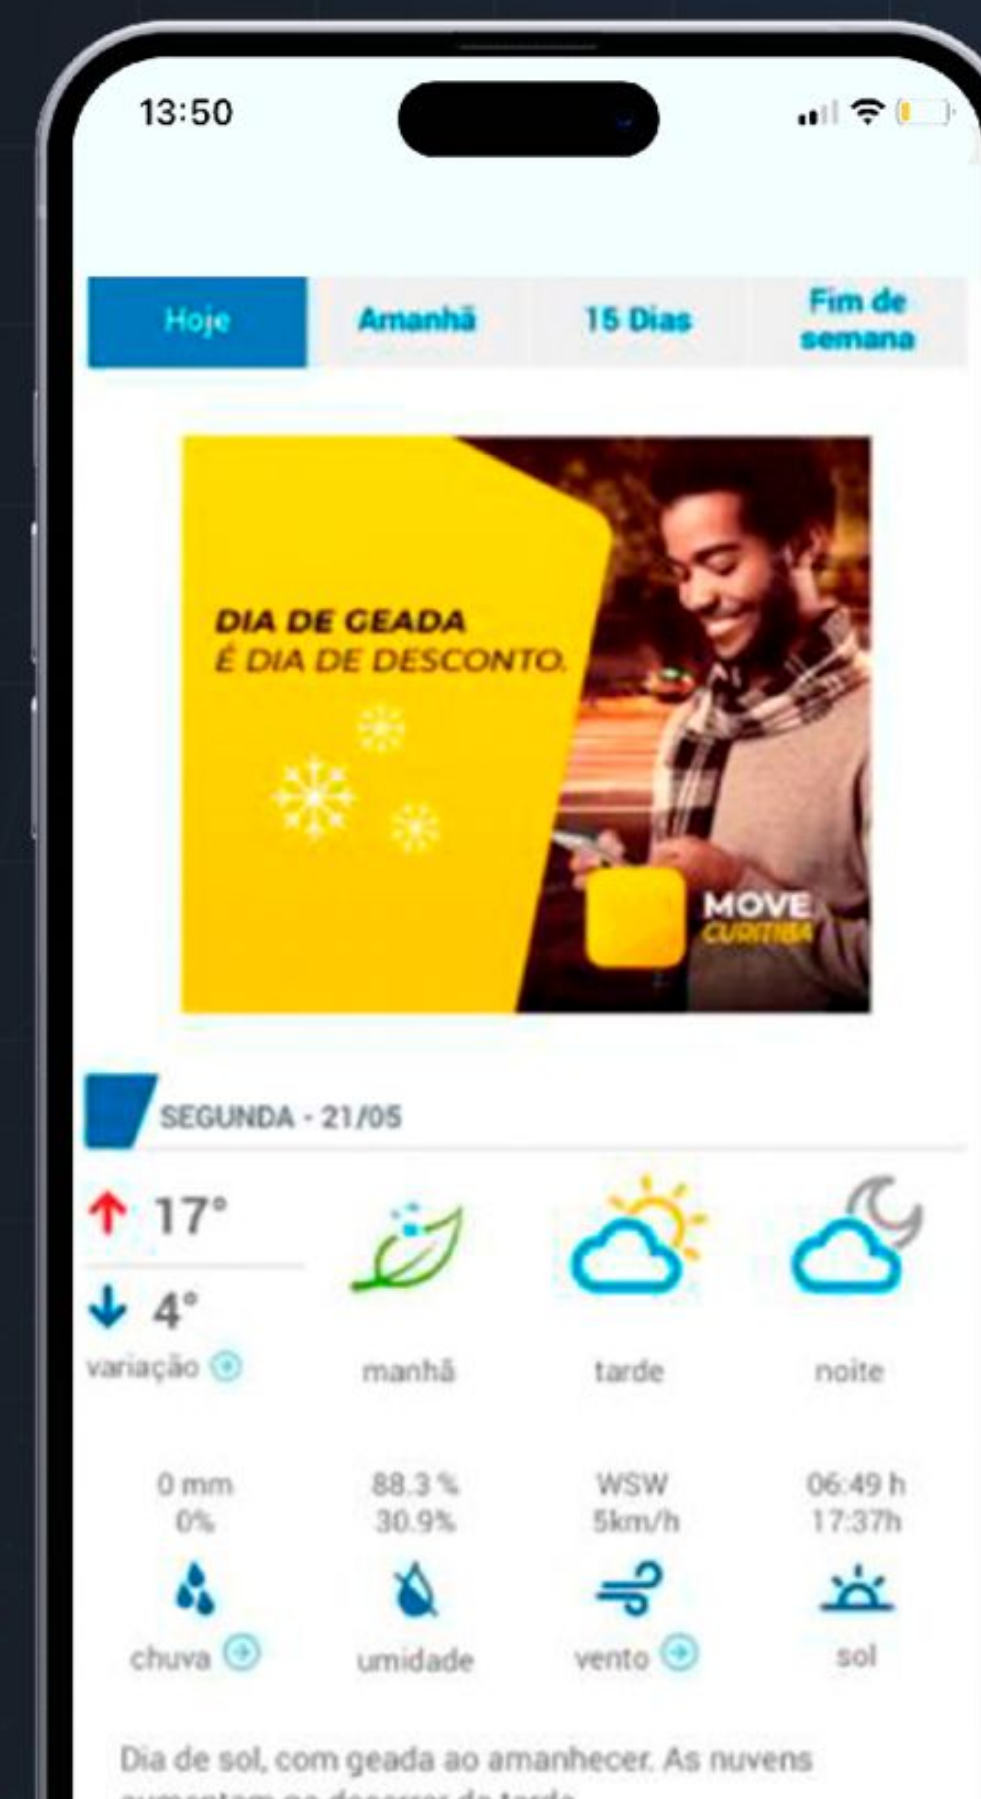 13:50
Hoje
Amanhã
15 Dias
Fim de
semana
DIA DE GEADA
É DIA DE DESCONTO.
MOVE
CURITIBA
SEGUNDA - 21/05
17°
4°
variação
manhã
tarde
noite
0 mm
0%
88.3 %
30.9%
WSW
5km/h
06:49 h
17:37h
chuva
umidade
vento
sol
Dia de sol, com geada ao amanhecer. As nuvens